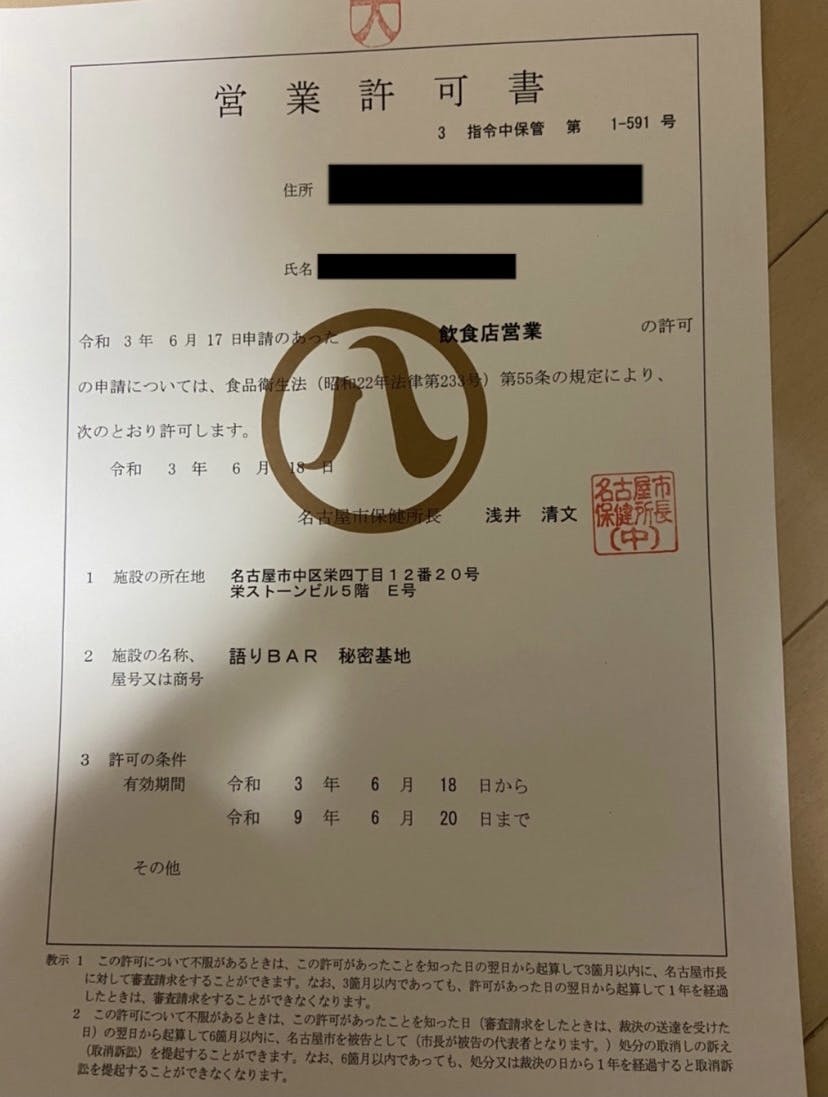 営業許可書
3 指令中保管 第 1-591 号
住所
氏名
令和 3 年 6 月 17 日申請のあった 飲食店営業 の許可
の申請については、食品衛生法（昭和22年法律第233号）第55条の規定により、
次のとおり許可します。
令和 3 年 6 月 18 日
八
名古屋市保健所長 浅井 清文
名古屋市
保健所長
(中)
1 施設の所在地 名古屋市中区栄四丁目１２番２０号
栄ストーンビル５階 Ｅ号
2 施設の名称、 語りＢＡＲ 秘密基地
屋号又は商号
3 許可の条件
有効期間 令和 3 年 6 月 18 日から
令和 9 年 6 月 20 日まで
その他
教示 1 この許可について不服があるときは、この許可があったことを知った日の翌日から起算して3箇月以内に、名古屋市長
に対して審査請求をすることができます。なお、3箇月以内であっても、許可があった日の翌日から起算して１年を経過
したときは、審査請求をすることができなくなります。
2 この許可について不服があるときは、この許可があったことを知った日（審査請求をしたときは、裁決の送達を受けた
日）の翌日から起算して6箇月以内に、名古屋市を被告として（市長が被告の代表者となります。）処分の取消しの訴え
（取消訴訟）を提起することができます。なお、6箇月以内であっても、処分又は裁決の日から１年を経過すると取消訴
訟を提起することができなくなります。